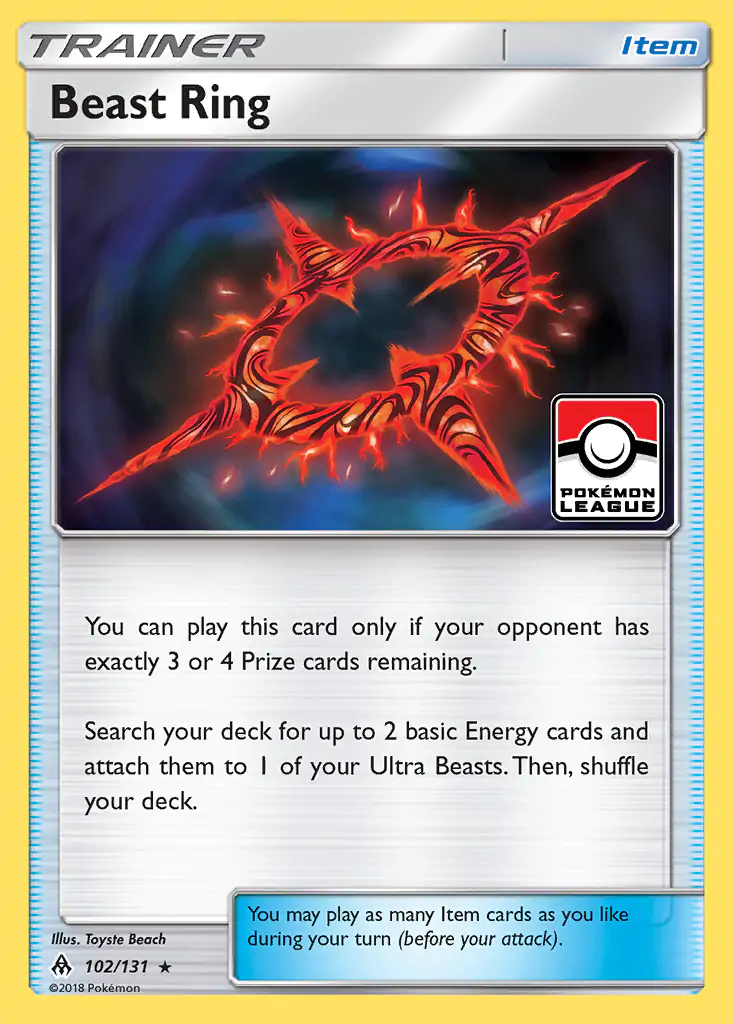 TRAINER
Item
Beast Ring
POKÉMON
LEAGUE
You can play this card only if your opponent has
exactly 3 or 4 Prize cards remaining.
Search your deck for up to 2 basic Energy cards and
attach them to 1 of your Ultra Beasts. Then, shuffle
your deck.
You may play as many Item cards as you like
during your turn (before your attack).
Illus. Toyste Beach
102/131 ★
©2018 Pokémon